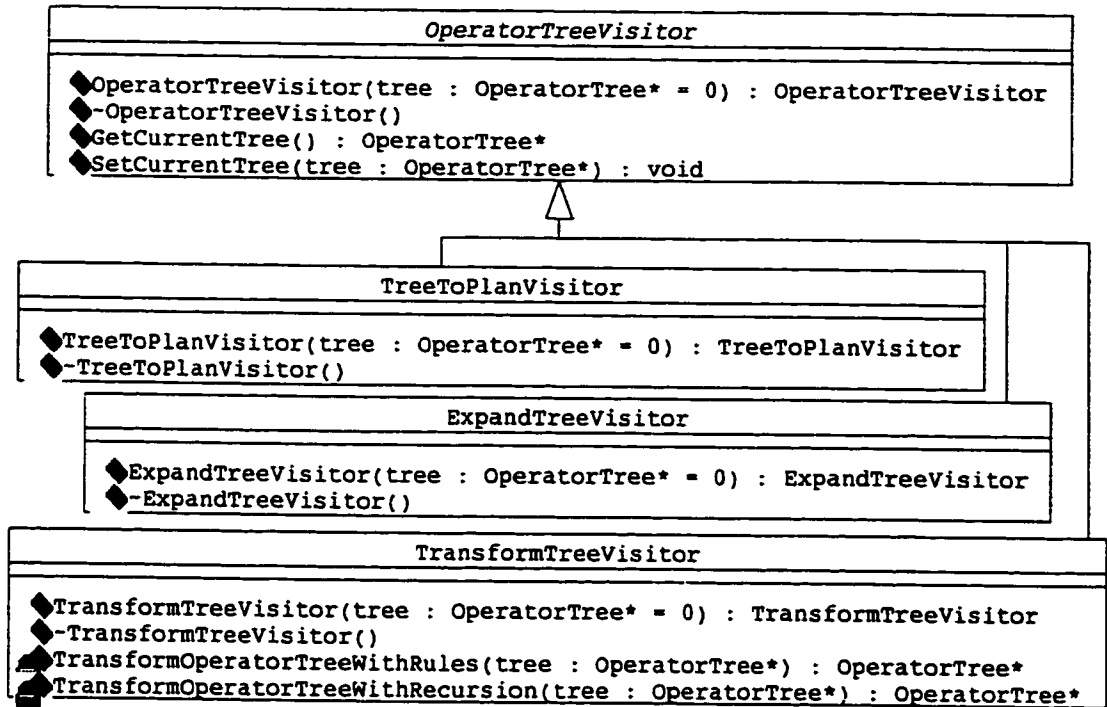 OperatorTreeVisitor
OperatorTreeVisitor(tree : OperatorTree* = 0) : OperatorTreeVisitor
~OperatorTreeVisitor()
GetCurrentTree() : OperatorTree*
SetCurrentTree(tree : OperatorTree*) : void
TreeToPlanVisitor
TreeToPlanVisitor(tree : OperatorTree* = 0) : TreeToPlanVisitor
~TreeToPlanVisitor()
ExpandTreeVisitor
ExpandTreeVisitor(tree : OperatorTree* = 0) : ExpandTreeVisitor
~ExpandTreeVisitor()
TransformTreeVisitor
TransformTreeVisitor(tree : OperatorTree* = 0) : TransformTreeVisitor
~TransformTreeVisitor()
TransformOperatorTreeWithRules(tree : OperatorTree*) : OperatorTree*
TransformOperatorTreeWithRecursion(tree : OperatorTree*) : OperatorTree*